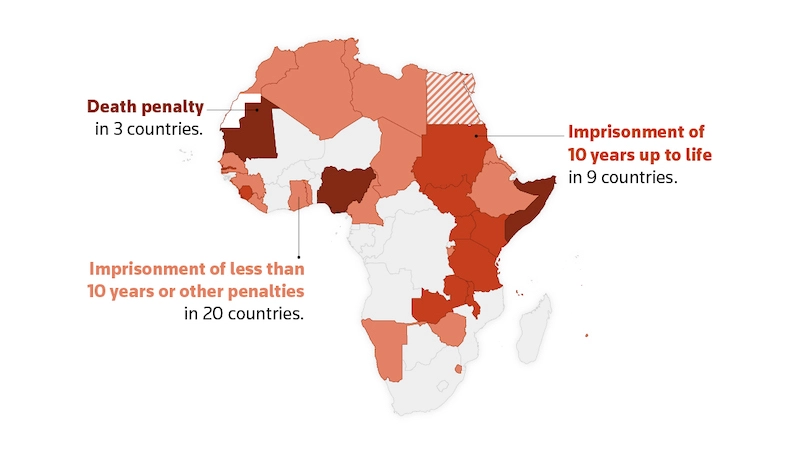 Death penalty
in 3 countries.
Imprisonment of
10 years up to life
in 9 countries.
Imprisonment of less than
10 years or other penalties
in 20 countries.